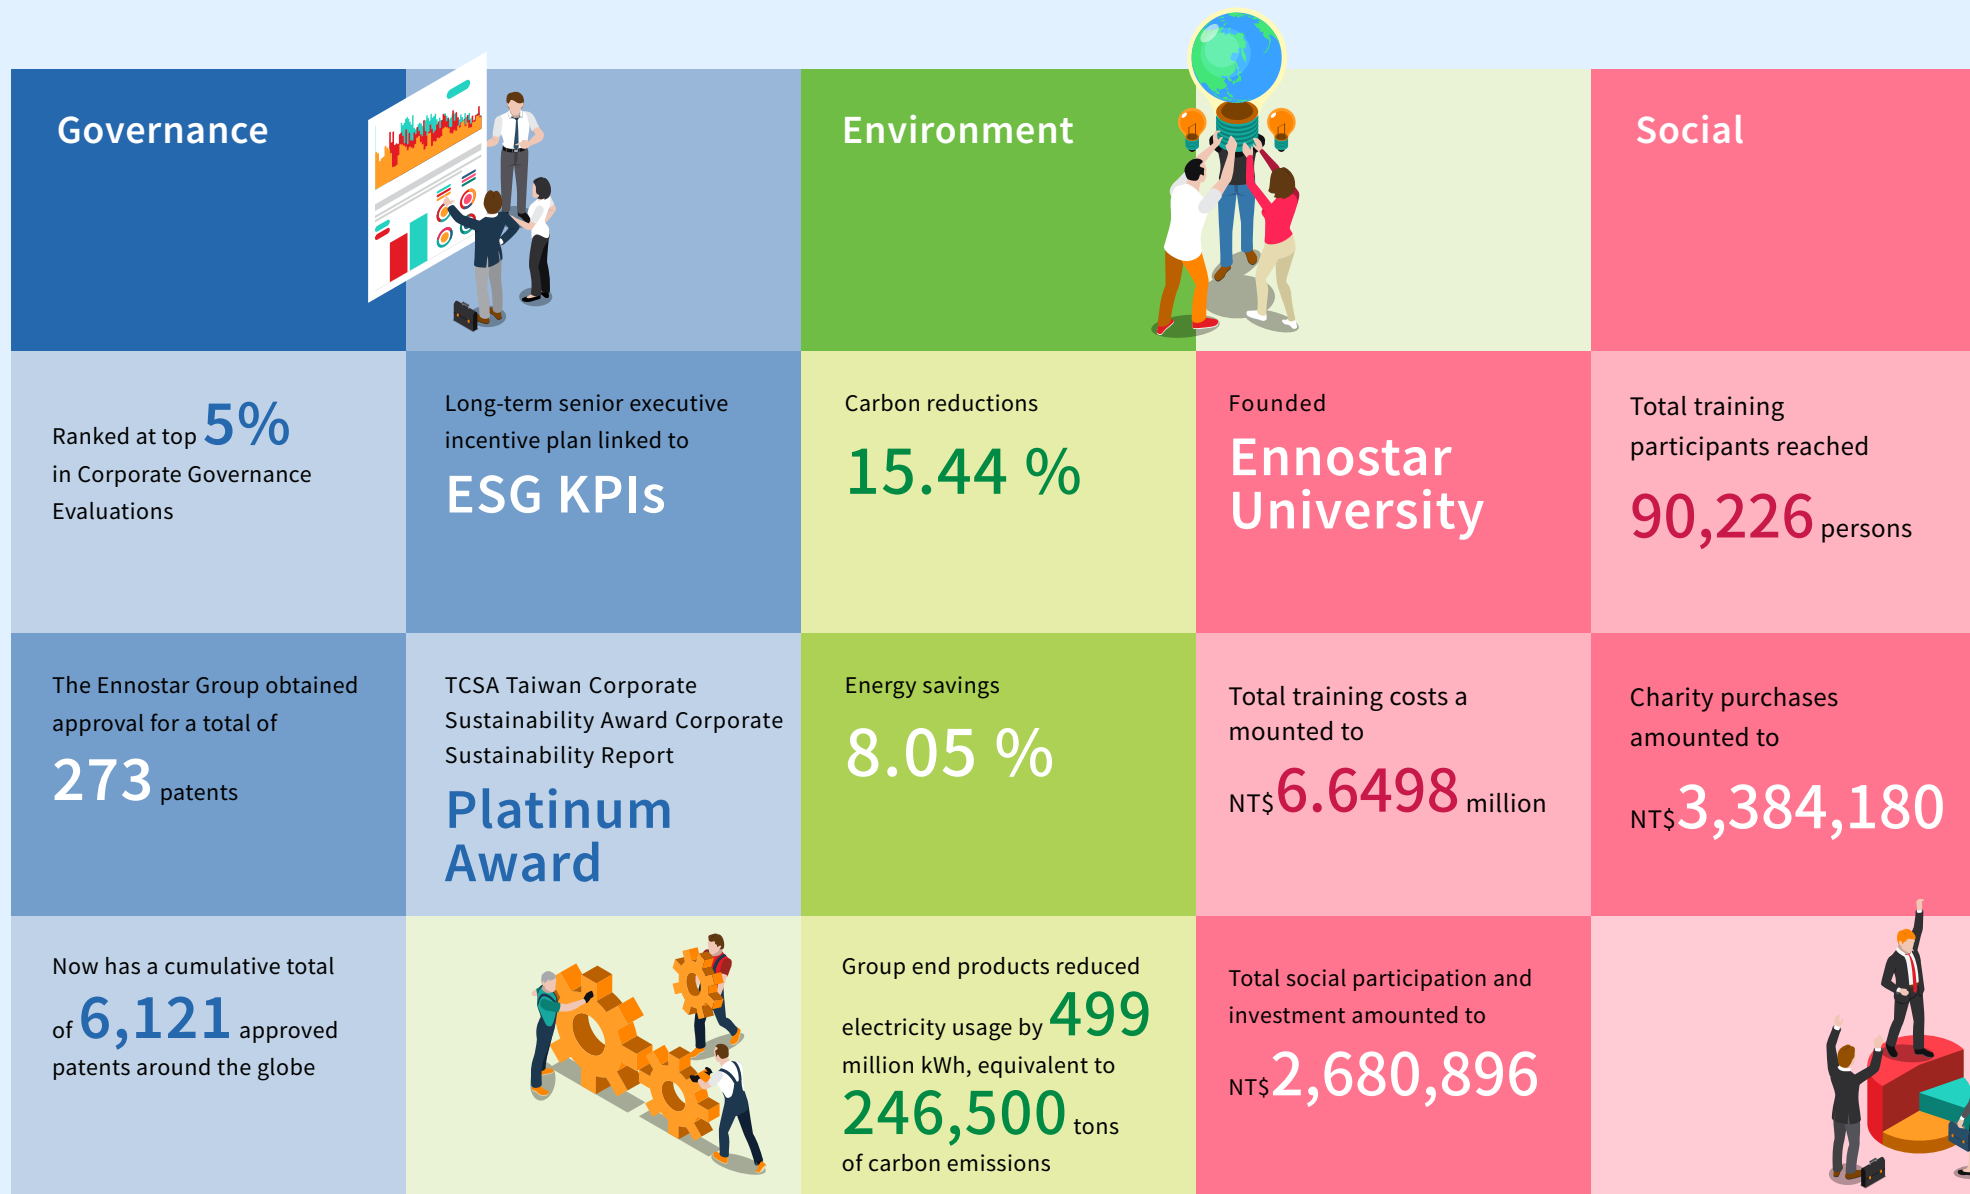 Governance
Environment
Social
Ranked at top 5%
in Corporate Governance
Evaluations
Long-term senior executive
incentive plan linked to
ESG KPIs
Carbon reductions
15.44 %
Founded
Ennostar
University
Total training
participants reached
90,226 persons
The Ennostar Group obtained
approval for a total of
273 patents
TCSA Taiwan Corporate
Sustainability Award Corporate
Sustainability Report
Platinum
Award
Energy savings
8.05 %
Total training costs a
mounted to
NT$6.6498 million
Charity purchases
amounted to
NT$3,384,180
Now has a cumulative total
of 6,121 approved
patents around the globe
Group end products reduced
electricity usage by 499
million kWh, equivalent to
246,500 tons
of carbon emissions
Total social participation and
investment amounted to
NT$2,680,896